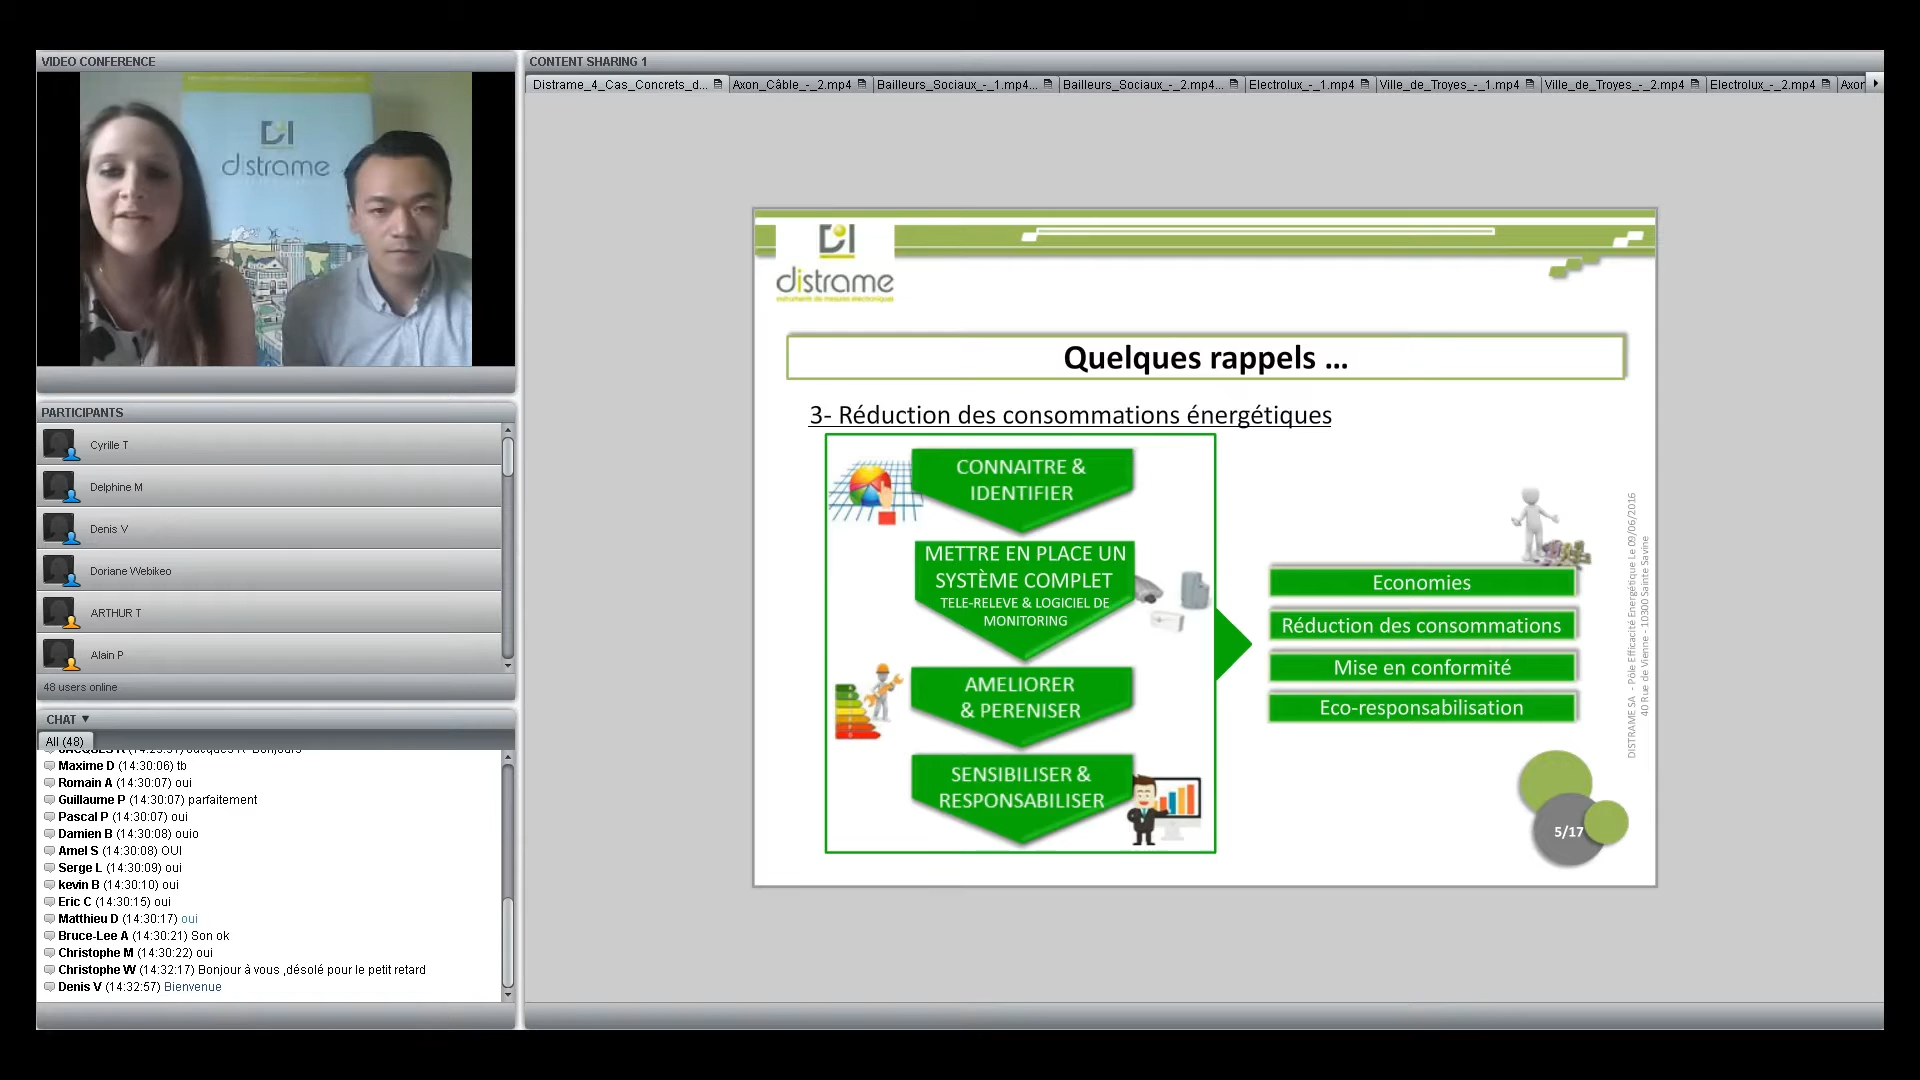 VIDEO CONFERENCE
distrame
PARTICIPANTS
Cyrille T
Delphine M
Denis V
Doriane Webikeo
ARTHUR T
Alain P
48 users online
CHAT
All (48)
Maxime D (14:30:06) tb
Romain A (14:30:07) oui
Guillaume P (14:30:07) parfaitement
Pascal P (14:30:07) oui
Damien B (14:30:08) ouio
Amel S (14:30:08) OUI
Serge L (14:30:09) oui
kevin B (14:30:10) oui
Eric C (14:30:15) oui
Matthieu D (14:30:17) oui
Bruce-Lee A (14:30:21) Son ok
Christophe M (14:30:22) oui
Christophe W (14:32:17) Bonjour à vous ,désolé pour le petit retard
Denis V (14:32:57) Bienvenue
CONTENT SHARING 1
Distrame_4_Cas_Concrets_d... Axon_Câble_-_2.mp4 Bailleurs_Sociaux_-_1.mp4... Bailleurs_Sociaux_-_2.mp4... Electrolux_-_1.mp4 Ville_de_Troyes_-_1.mp4 Ville_de_Troyes_-_2.mp4 Electrolux_-_2.mp4 Axor
distrame
instruments de mesures électroniques
Quelques rappels ...
3- Réduction des consommations énergétiques
CONNAITRE &
IDENTIFIER
METTRE EN PLACE UN
SYSTÈME COMPLET
TELE-RELEVE & LOGICIEL DE
MONITORING
AMELIORER
& PERENISER
SENSIBILISER &
RESPONSABILISER
Economies
Réduction des consommations
Mise en conformité
Eco-responsabilisation
DISTRAME SA - Pôle Efficacité Energétique Le 09/06/2016
40 Rue de Vienne - 10300 Sainte Savine
5/17